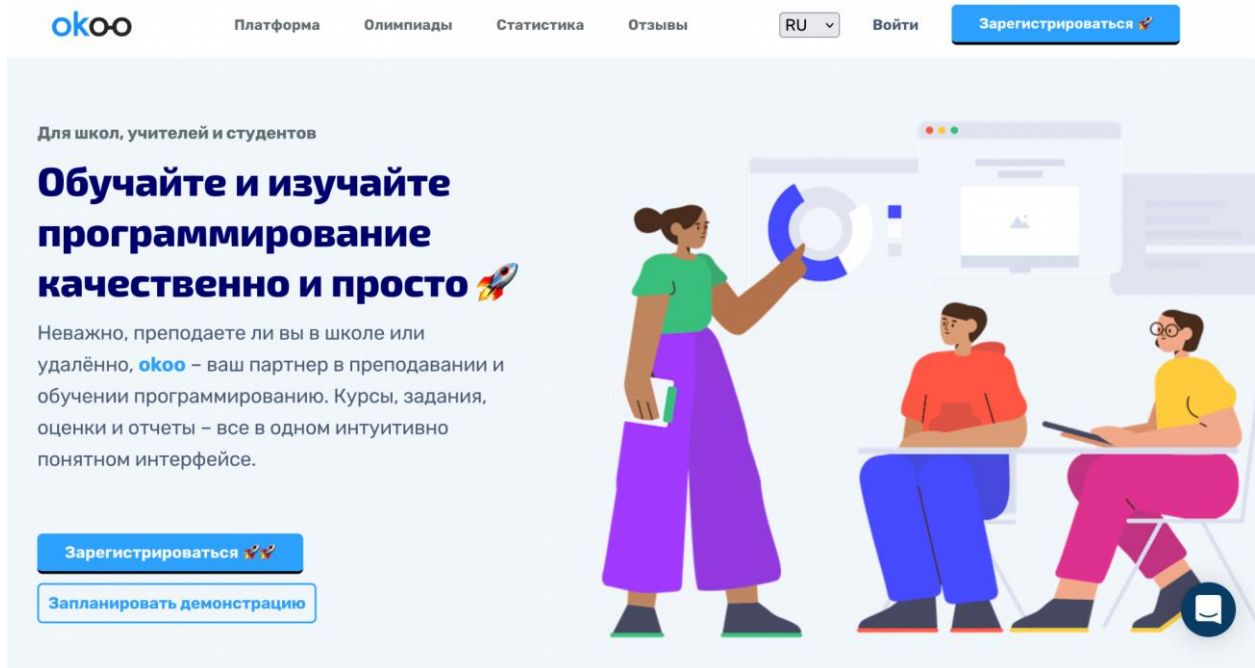 okoo
Платформа
Олимпиады
Статистика
Отзывы
RU
Войти
Зарегистрироваться 🚀
Для школ, учителей и студентов
Обучайте и изучайте
программирование
качественно и просто 🚀
Неважно, преподаете ли вы в школе или
удалённо, okoo – ваш партнер в преподавании и
обучении программированию. Курсы, задания,
оценки и отчеты – все в одном интуитивно
понятном интерфейсе.
Зарегистрироваться 🚀🚀
Запланировать демонстрацию